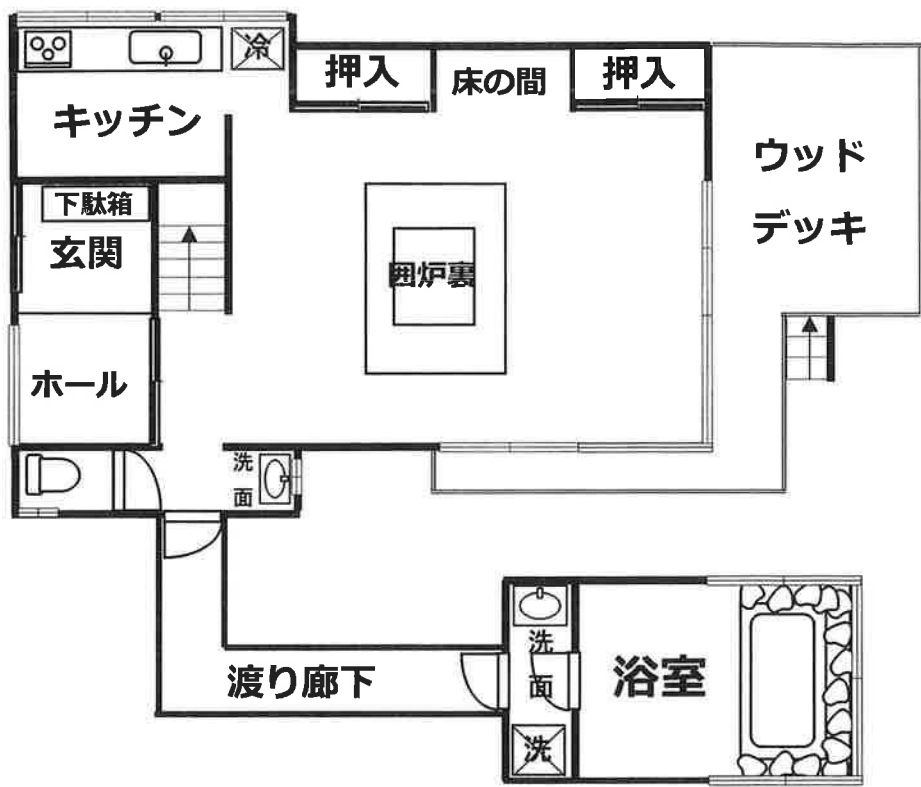 冷
押入
床の間
押入
キッチン
ウッド
デッキ
下駄箱
玄関
囲炉裏
ホール
洗
面
洗
面
渡り廊下
浴室
洗